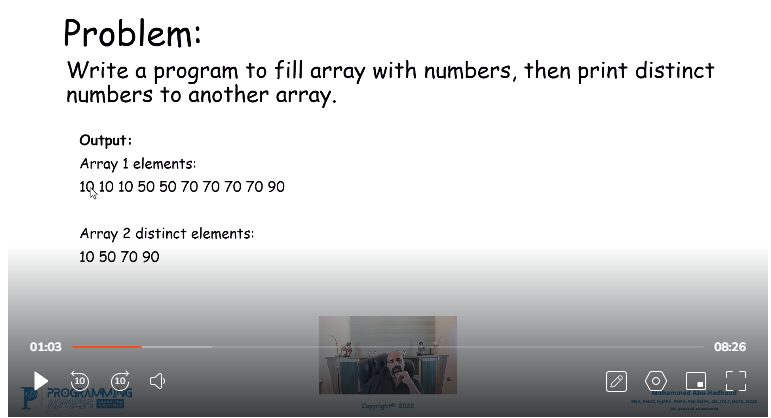 Problem:
Write a program to fill array with numbers, then print distinct
numbers to another array.
Output:
Array 1 elements:
10 10 10 50 50 70 70 70 70 90
Array 2 distinct elements:
10 50 70 90
01:03
08:26
10
10
PROGRAMMING
Mohammed Abu-Hadhoud
Copyright© 2022